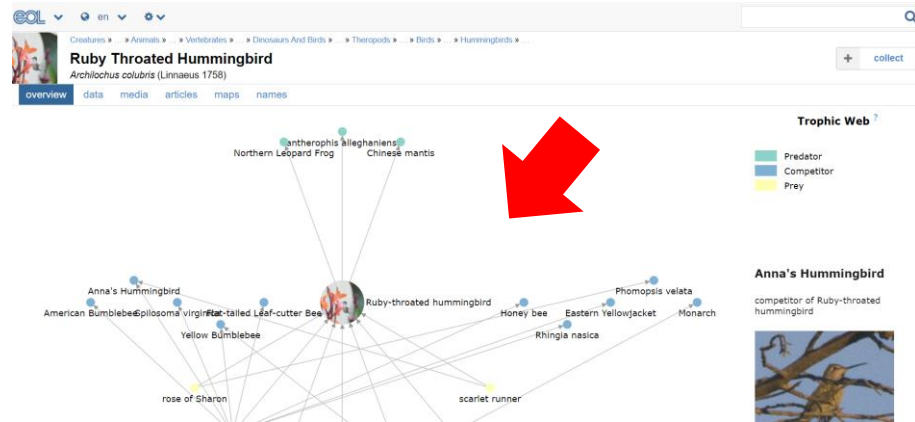 eol en
Creatures » ... » Animals » ... » Vertebrates » ... » Dinosaurs And Birds » ... » Theropods » ... » Birds » ... » Hummingbirds »
Ruby Throated Hummingbird
Archilochus colubris (Linnaeus 1758)
+ collect
overview data media articles maps names
Trophic Web ?
Predator
Competitor
Prey
antherophis alleghaniens
Northern Leopard Frog Chinese mantis
Anna's Hummingbird Phomopsis velata
Ruby-throated hummingbird
American Bumblebee Spilosoma virginica Flat-tailed Leaf-cutter Bee Honey bee Eastern Yellowjacket Monarch
Yellow Bumblebee Rhingia nasica
rose of Sharon scarlet runner
Anna's Hummingbird
competitor of Ruby-throated
hummingbird